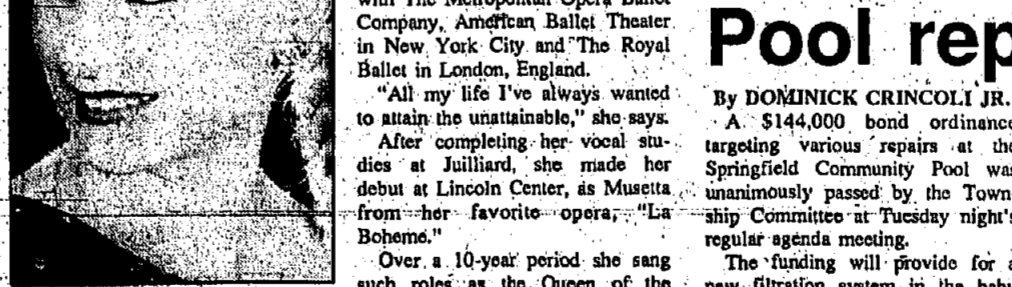 with The Metropolitan Opera Ballet
Company, American Ballet Theater
in New York City and "The Royal
Ballet in London, England.
"All my life I've always wanted
to attain the unattainable," she says.
After completing her vocal stu-
dies at Juilliard, she made her
debut at Lincoln Center, as Musetta
from her favorite opera, "La
Boheme."
Over a 10-year period she sang
such roles as the Queen of the
Pool rep
By DOMINICK CRINCOLI JR.
A $144,000 bond ordinance
targeting various repairs at the
Springfield Community Pool was
unanimously passed by the Town-
ship Committee at Tuesday night's
regular agenda meeting.
The funding will provide for a
new filtration system in the baby